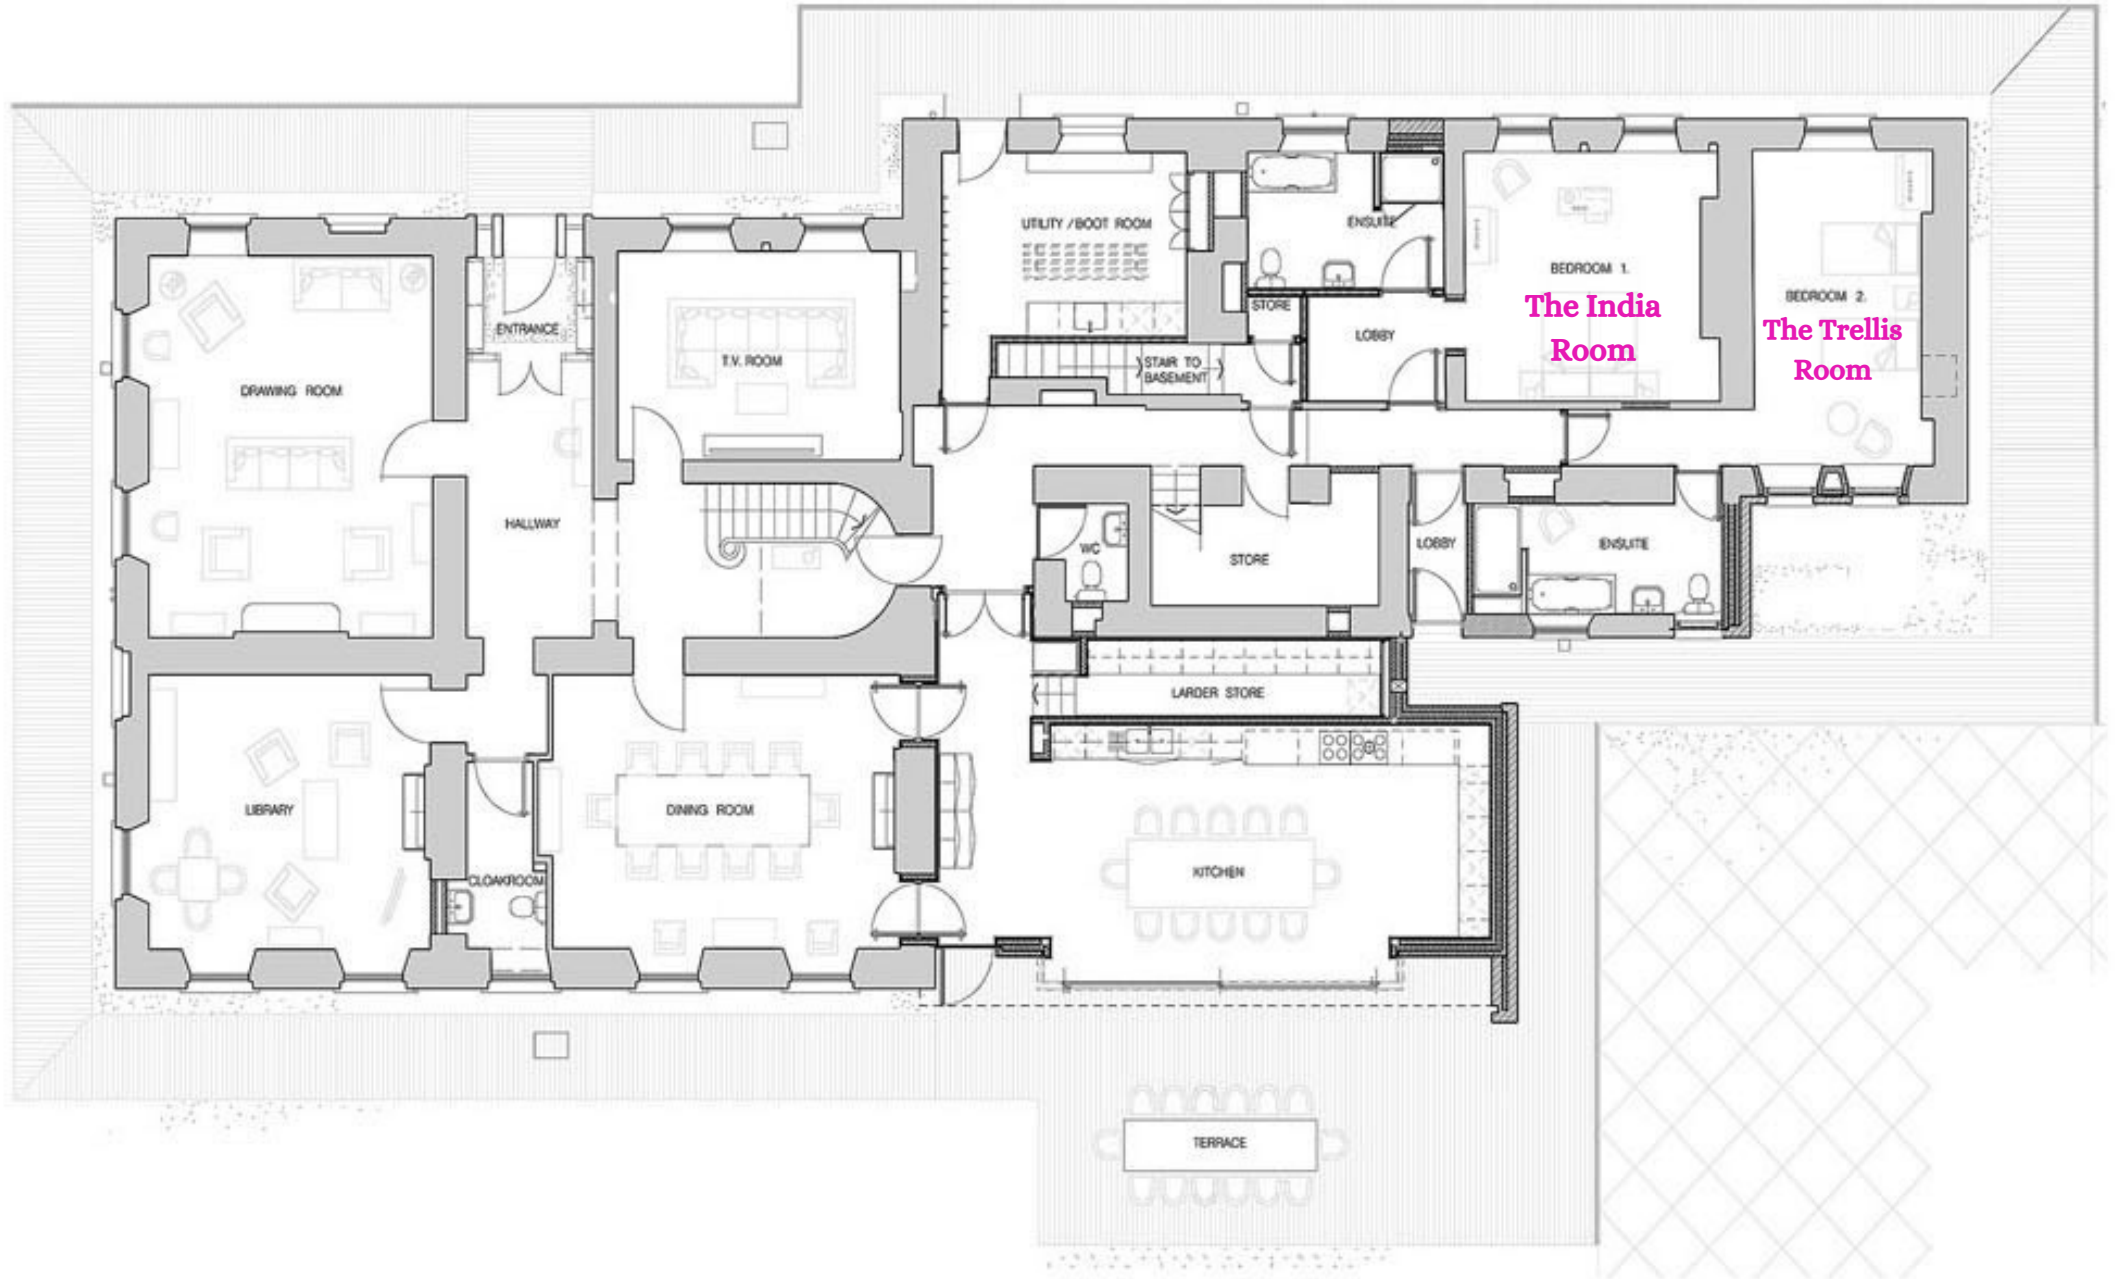 UTILITY / BOOT ROOM
ENSUITE
BEDROOM 1.
The India
Room
BEDROOM 2.
The Trellis
Room
STORE
LOBBY
ENTRANCE
T.V. ROOM
STAIR TO
BASEMENT
DRAWING ROOM
HALLWAY
WC
STORE
LOBBY
ENSUITE
LARDER STORE
LIBRARY
DINING ROOM
CLOAKROOM
KITCHEN
TERRACE